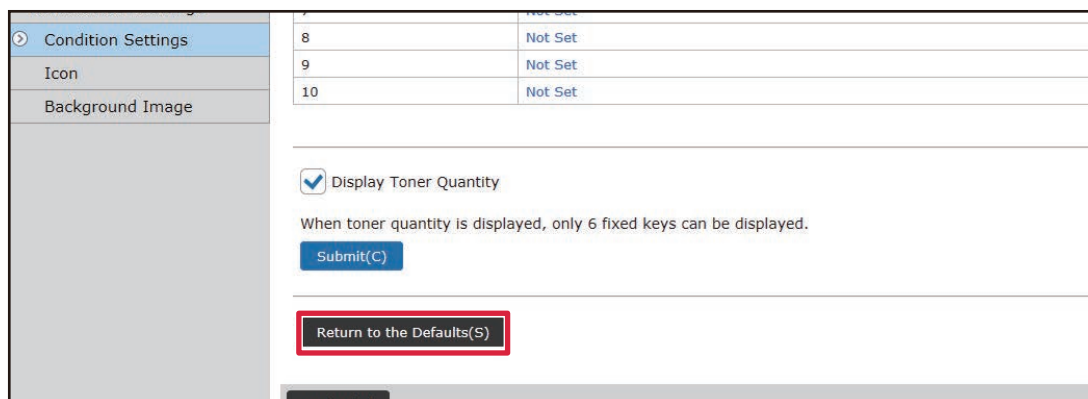 Condition Settings
Icon
Background Image
8 Not Set
9 Not Set
10 Not Set
Display Toner Quantity
When toner quantity is displayed, only 6 fixed keys can be displayed.
Submit(C)
Return to the Defaults(S)